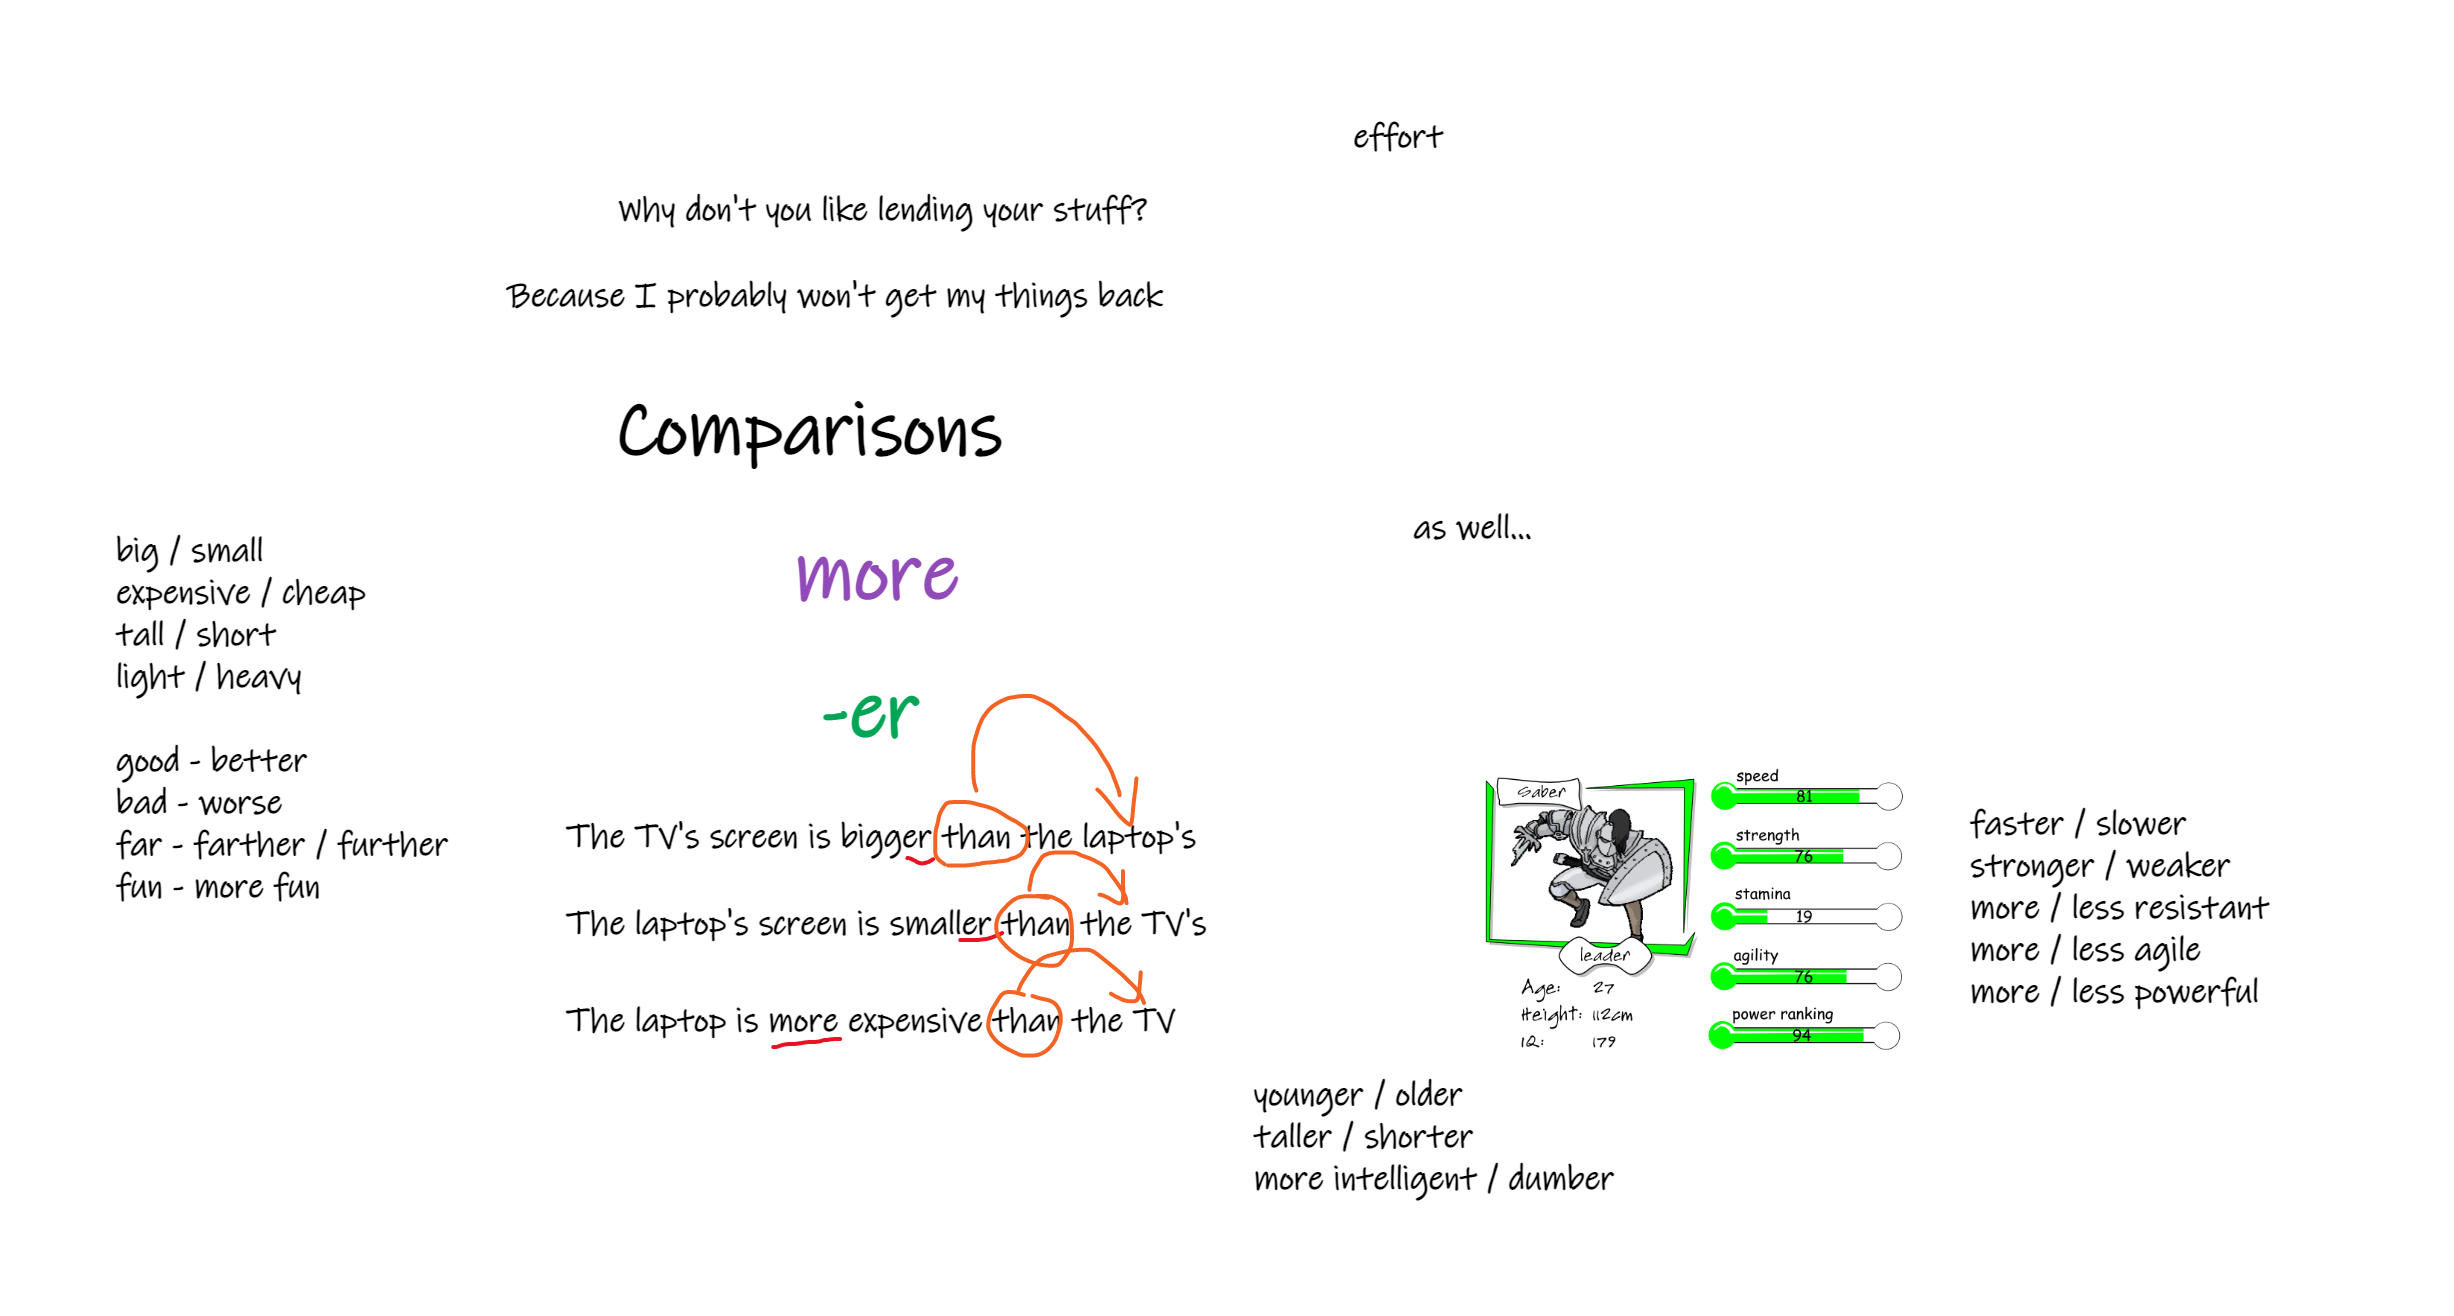 effort
Why don't you like lending your stuff?
Because I probably won't get my things back
Comparisons
as well...
more
-er
big / small
expensive / cheap
tall / short
light / heavy
good - better
bad - worse
far - farther / further
fun - more fun
The TV's screen is bigger than the laptop's
The laptop's screen is smaller than the TV's
The laptop is more expensive than the TV
Saber
leader
Age: 27
Height: 112cm
IQ: 179
speed
81
strength
76
stamina
19
agility
76
power ranking
94
faster / slower
stronger / weaker
more / less resistant
more / less agile
more / less powerful
younger / older
taller / shorter
more intelligent / dumber